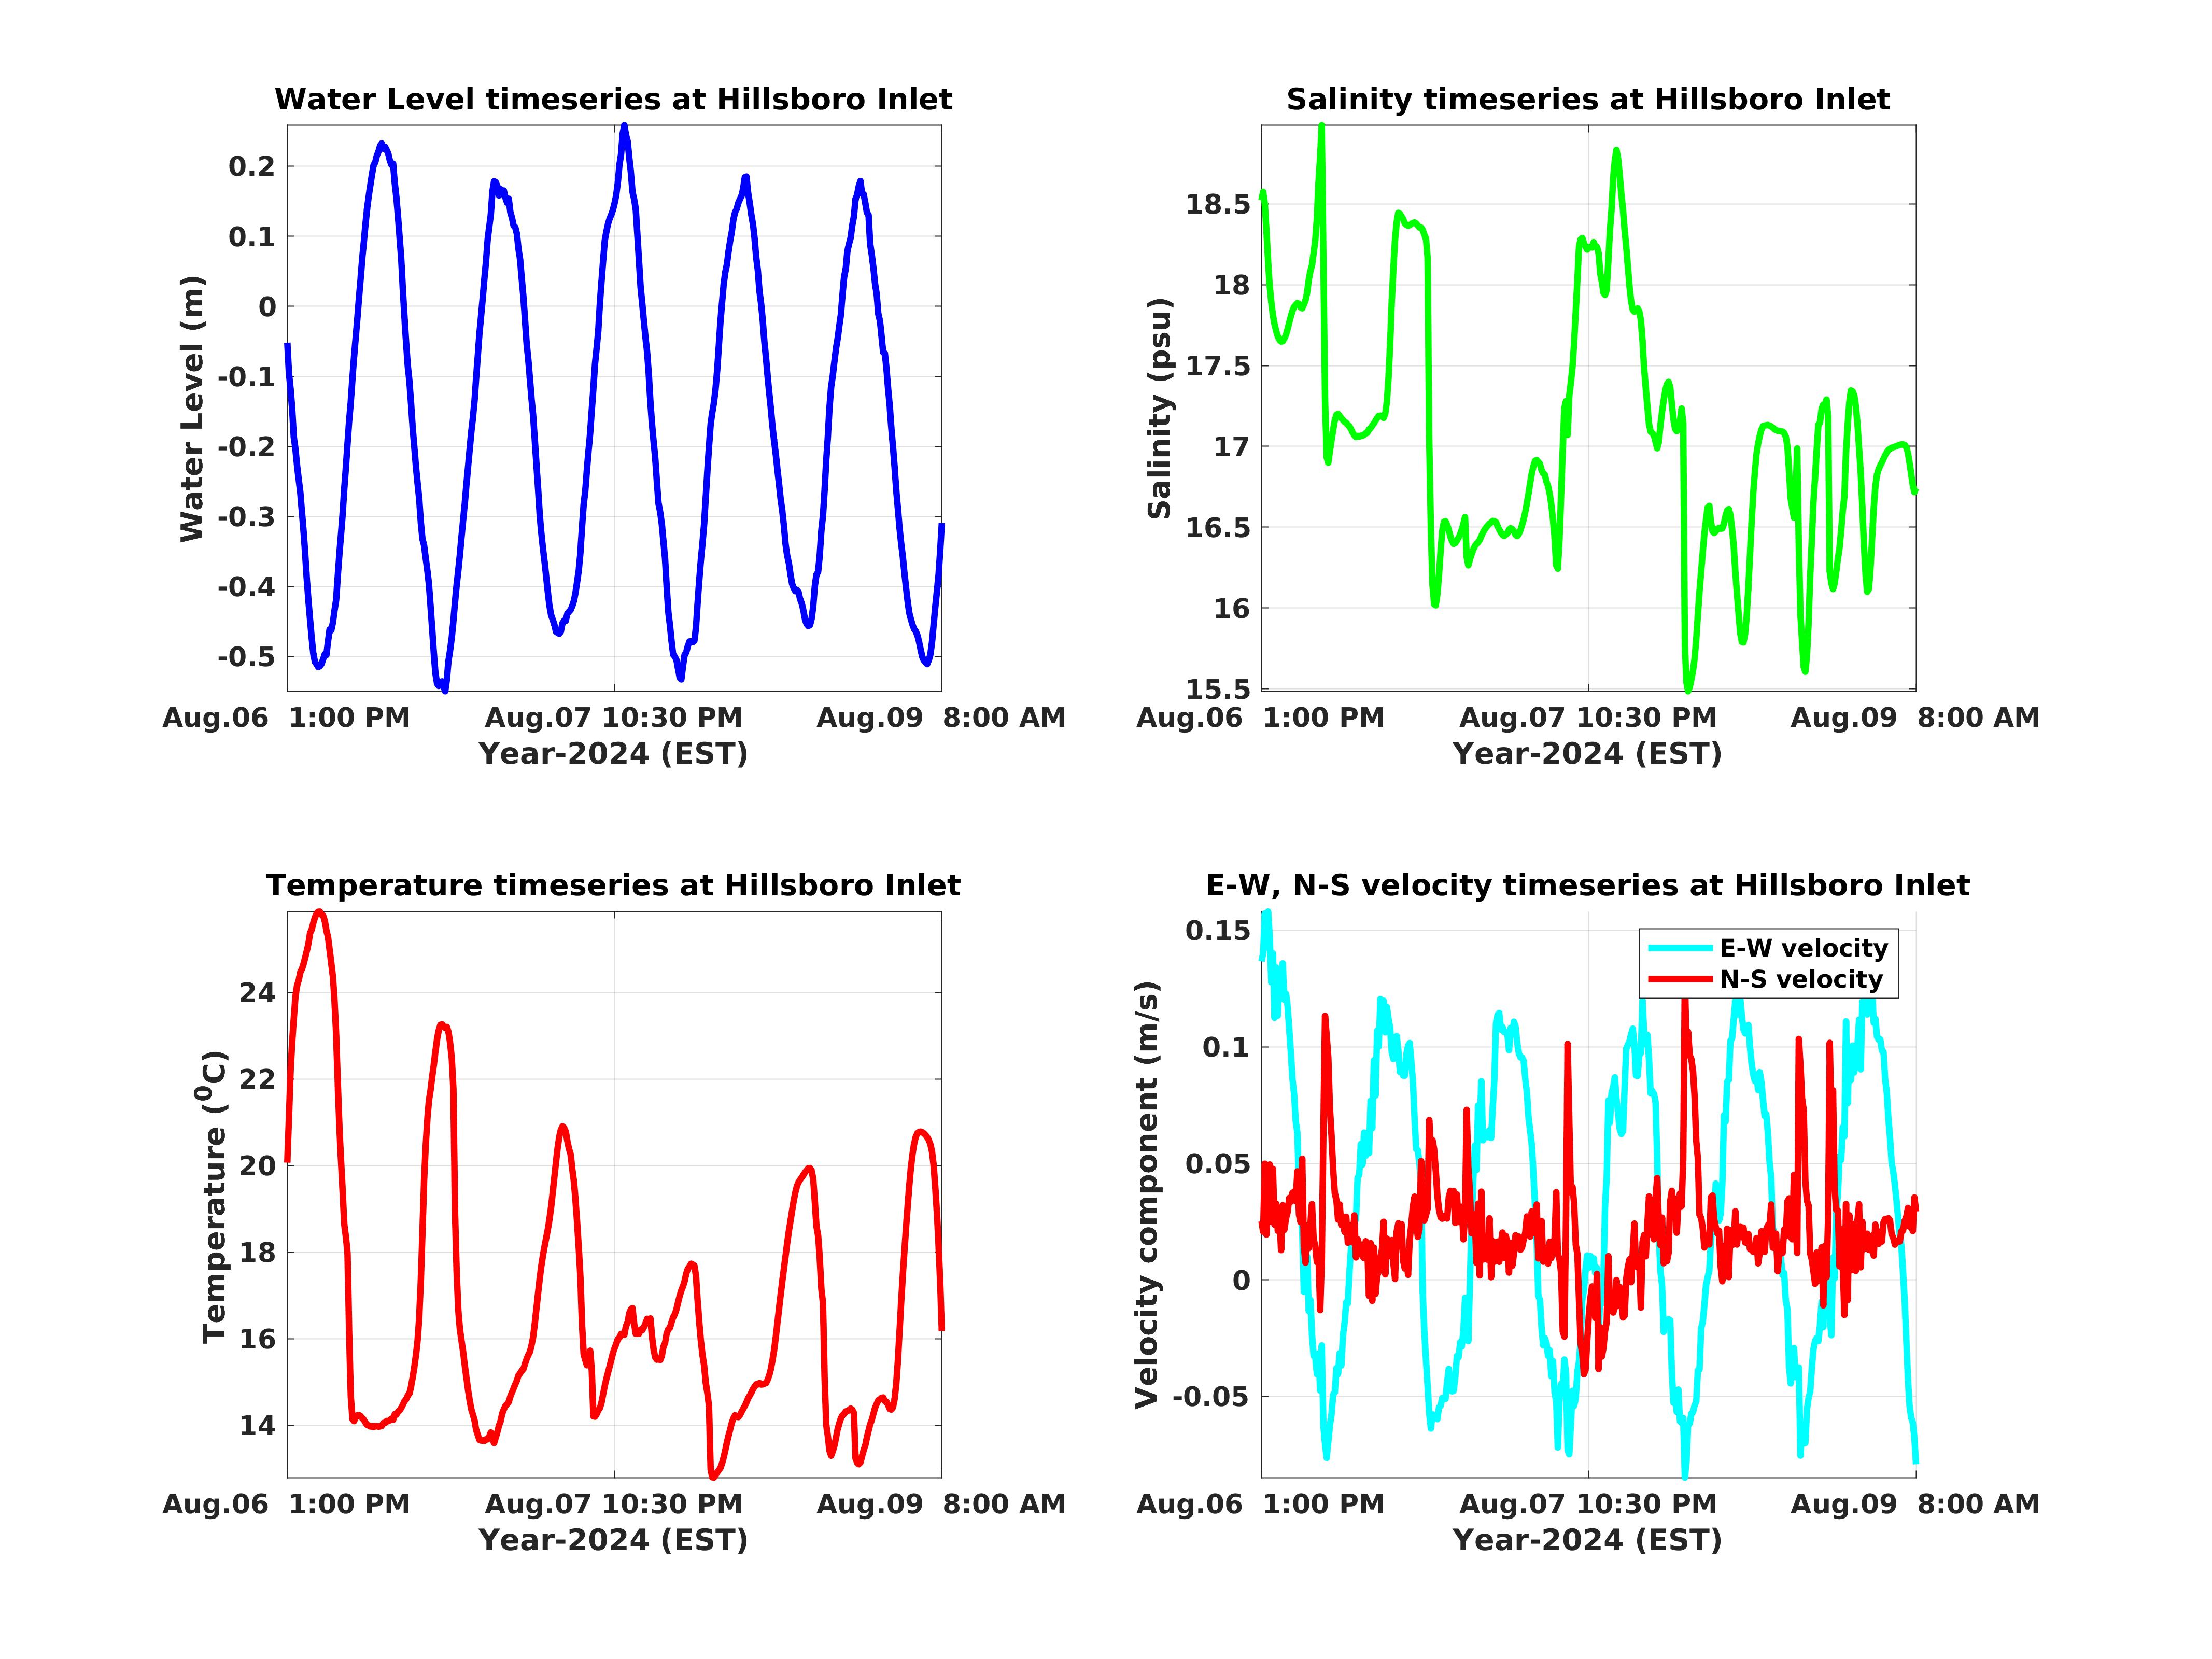 Water Level timeseries at Hillsboro Inlet
0.2
0.1
0
-0.1
-0.2
-0.3
-0.4
-0.5
Water Level (m)
Aug.06 1:00 PM Aug.07 10:30 PM Aug.09 8:00 AM
Year-2024 (EST)
Salinity timeseries at Hillsboro Inlet
18.5
18
17.5
17
16.5
16
15.5
Salinity (psu)
Aug.06 1:00 PM Aug.07 10:30 PM Aug.09 8:00 AM
Year-2024 (EST)
Temperature timeseries at Hillsboro Inlet
24
22
20
18
16
14
Temperature (⁰C)
Aug.06 1:00 PM Aug.07 10:30 PM Aug.09 8:00 AM
Year-2024 (EST)
E-W, N-S velocity timeseries at Hillsboro Inlet
0.15
0.1
0.05
0
-0.05
Velocity component (m/s)
E-W velocity
N-S velocity
Aug.06 1:00 PM Aug.07 10:30 PM Aug.09 8:00 AM
Year-2024 (EST)